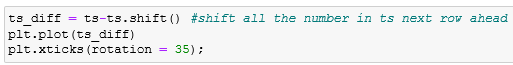 ts_diff = ts-ts.shift() #shift all the number in ts next row ahead
plt.plot(ts_diff)
plt.xticks(rotation = 35);